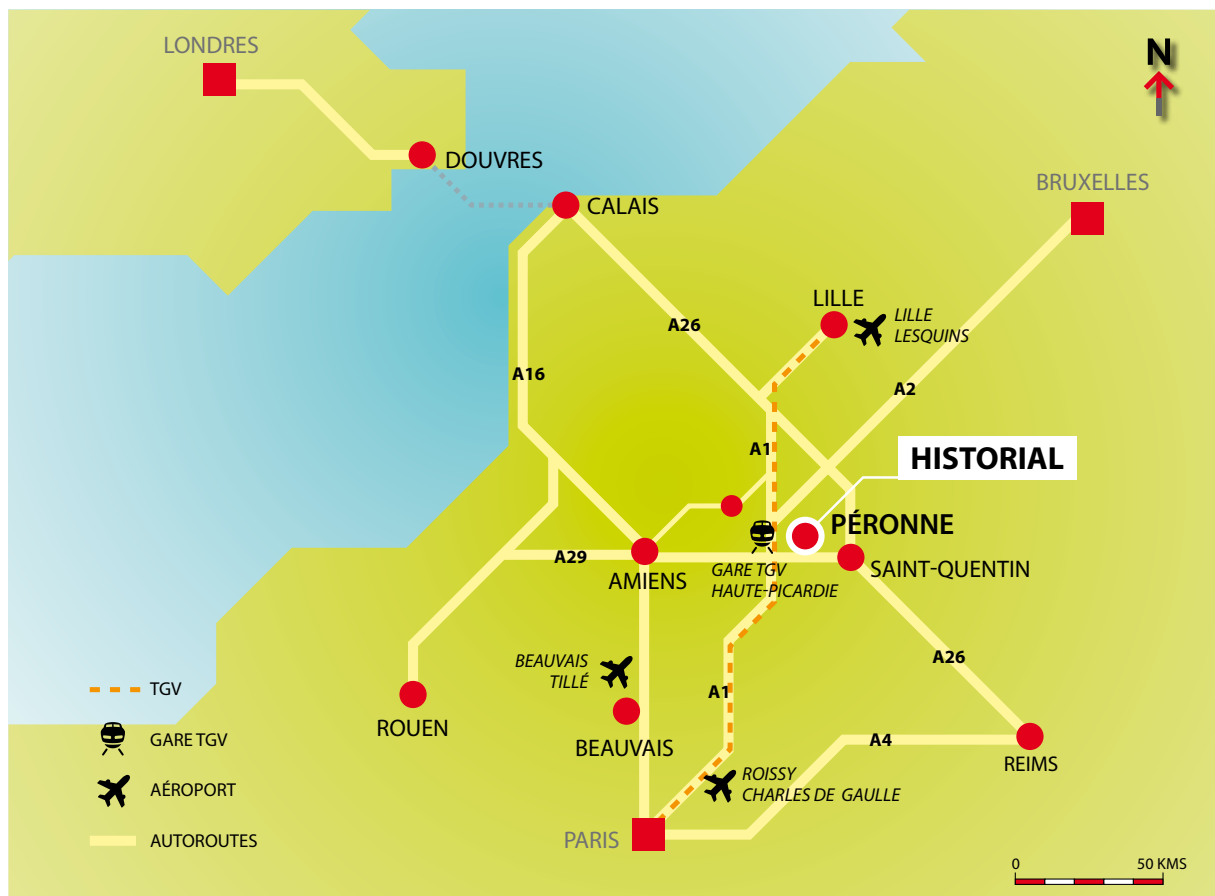 LONDRES
N
DOUVRES
BRUXELLES
CALAIS
LILLE
LILLE
LESQUINS
A26
A16
A2
A1
HISTORIAL
PÉRONNE
A29
AMIENS
GARE TGV
HAUTE-PICARDIE
SAINT-QUENTIN
BEAUVAIS
TILLÉ
A26
A1
TGV
ROUEN
GARE TGV
BEAUVAIS
A4
REIMS
AÉROPORT
ROISSY
CHARLES DE GAULLE
AUTOROUTES
PARIS
0 50 KMS